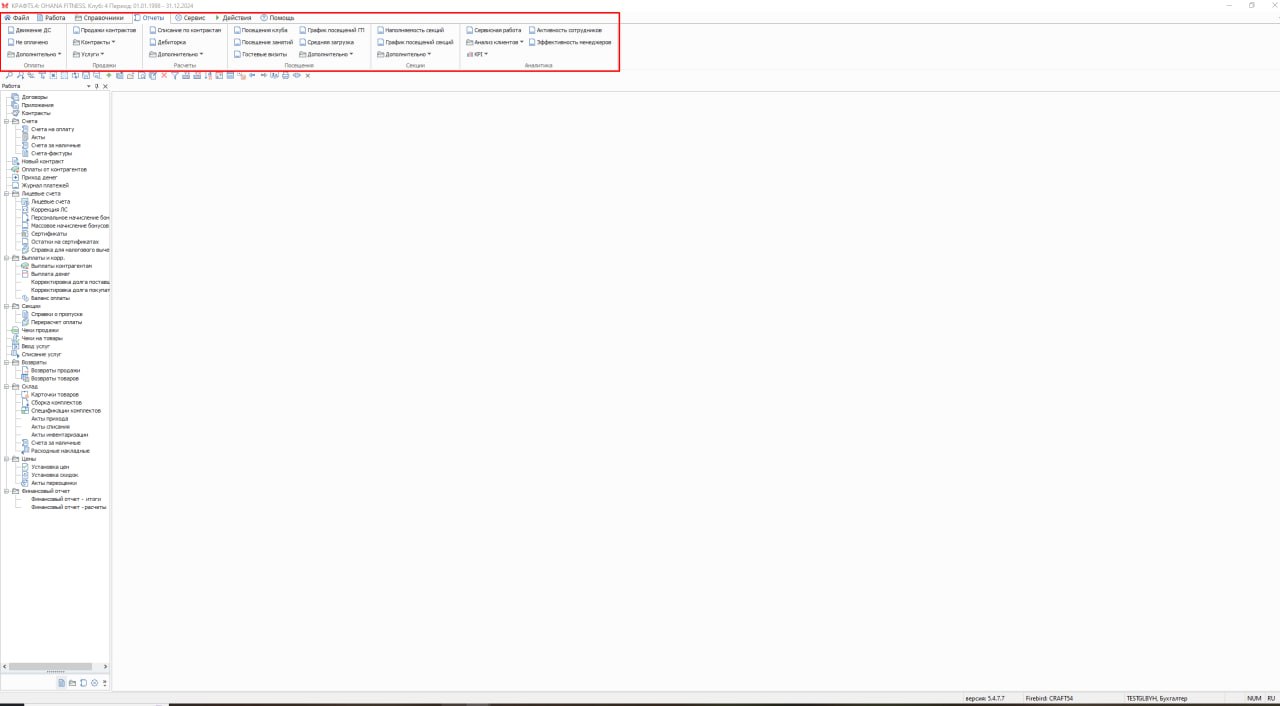 КРАФТ5.4: OHANA FITNESS, Клуб: 4 Период: 01.01.1998 - 31.12.2024
Файл Работа Справочники Отчеты Сервис Действия Помощь
Движение ДС Продажи контрактов Списание по контрактам Посещение клуба График посещений ГП Наполняемость секций Сервисная работа Активность сотрудников
Не оплачено Контракты Дебиторка Посещение занятий Средняя загрузка График посещений секций Анализ клиентов Эффективность менеджеров
Дополнительно Услуги Дополнительно Гостевые визиты Дополнительно Дополнительно KPI
Оплаты Продажи Расчеты Посещения Секции Аналитика
Работа
Договоры
Приложения
Контракты
Счета
Счета на оплату
Акты
Счета за наличные
Счета-фактуры
Новый контракт
Оплаты от контрагентов
Приход денег
Журнал платежей
Лицевые счета
Лицевые счета
Коррекция ЛС
Персональное начисление бон
Массовое начисление бонусов
Сертификаты
Остатки на сертификатах
Справка для налогового выче
Выплаты и корр.
Выплаты контрагентам
Выплата денег
Корректировка долга поставщ
Корректировка долга покупат
Баланс оплаты
Секции
Справки о пропуске
Перерасчет оплаты
Чеки продажи
Чеки на товары
Ввод услуг
Списание услуг
Возвраты
Возвраты продажи
Возвраты товаров
Склад
Карточки товаров
Сборка комплектов
Спецификации комплектов
Акты прихода
Акты списания
Акты инвентаризации
Счета за наличные
Расходные накладные
Цены
Установка цен
Установка скидок
Акты переоценки
Финансовый отчет
Финансовый отчет - итоги
Финансовый отчет - расчеты
версия: 5.4.7.7 Firebird: CRAFT54 TESTGLBYH, Бухгалтер NUM RU